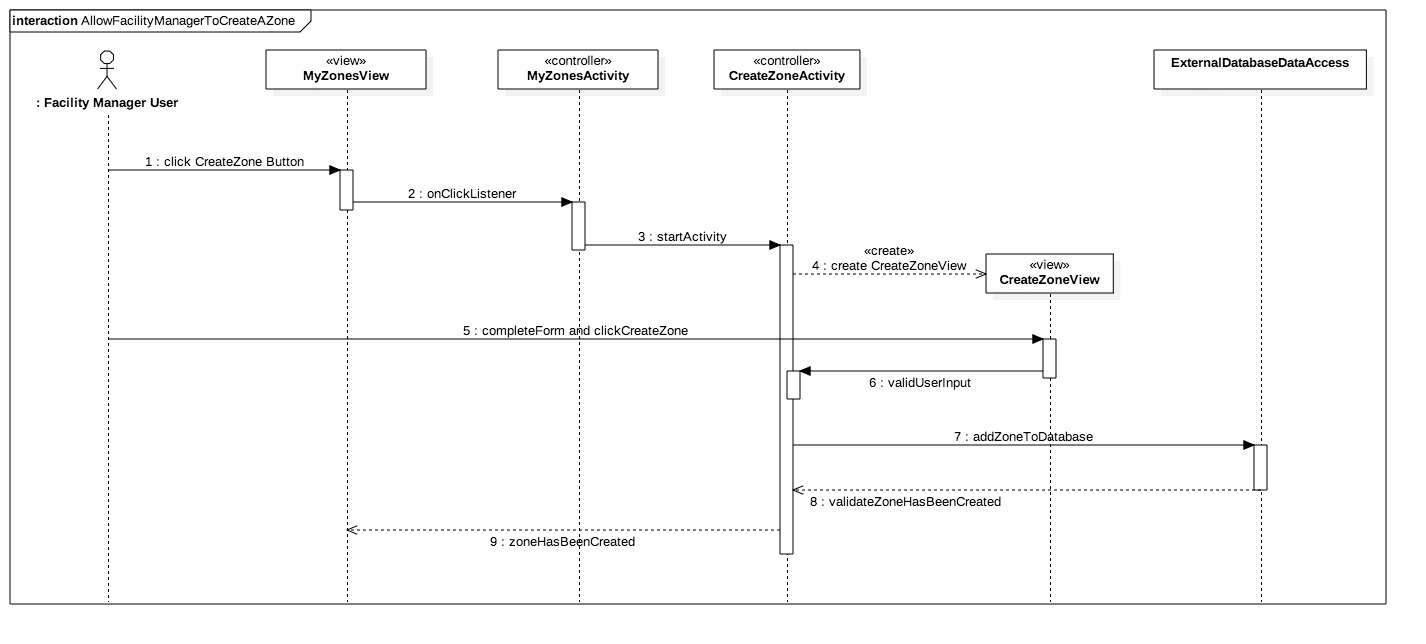 interaction AllowFacilityManagerToCreateAZone
: Facility Manager User
«view»
MyZonesView
«controller»
MyZonesActivity
«controller»
CreateZoneActivity
ExternalDatabaseDataAccess
1 : click CreateZone Button
2 : onClickListener
3 : startActivity
«create»
4 : create CreateZoneView
«view»
CreateZoneView
5 : completeForm and clickCreateZone
6 : validUserInput
7 : addZoneToDatabase
8 : validateZoneHasBeenCreated
9 : zoneHasBeenCreated